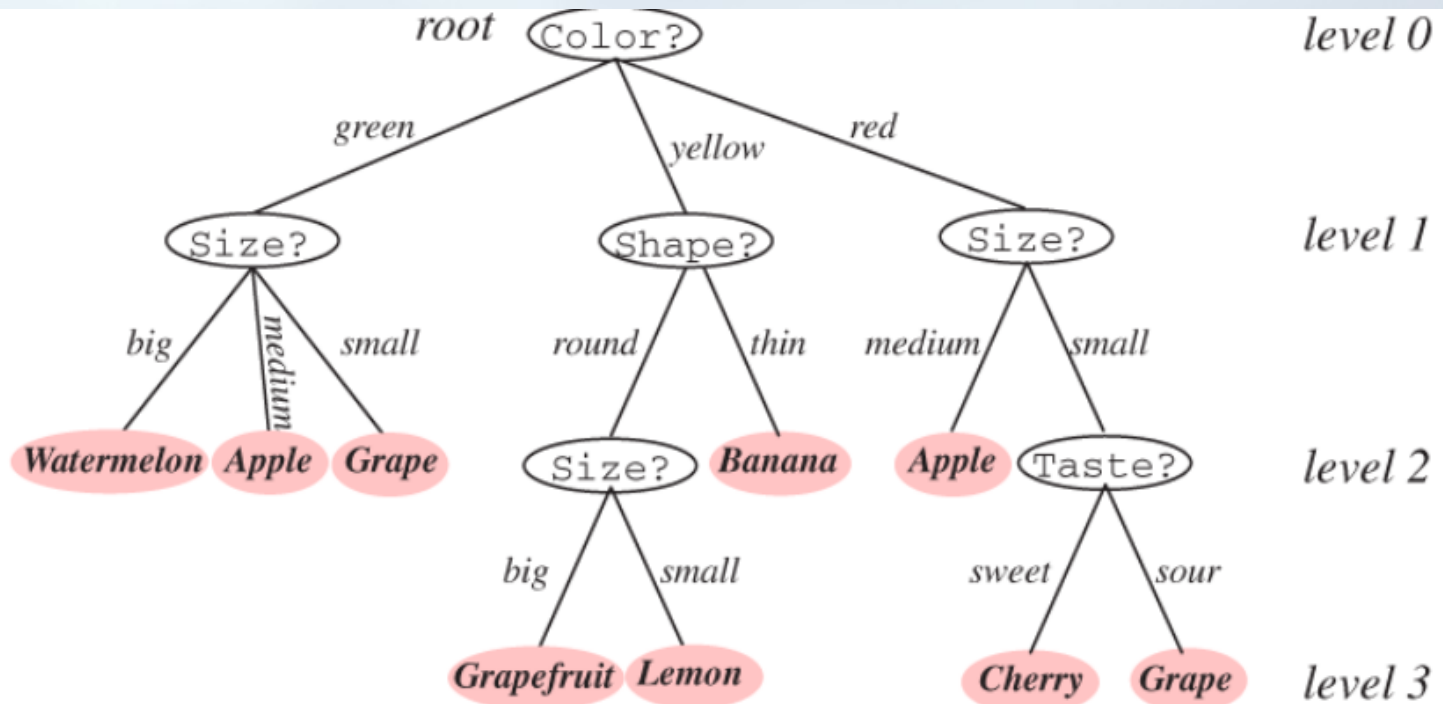 root Color? level 0
green yellow red
Size? Shape? Size? level 1
big medium small round thin medium small
Watermelon Apple Grape Size? Banana Apple Taste? level 2
big small sweet sour
Grapefruit Lemon Cherry Grape level 3